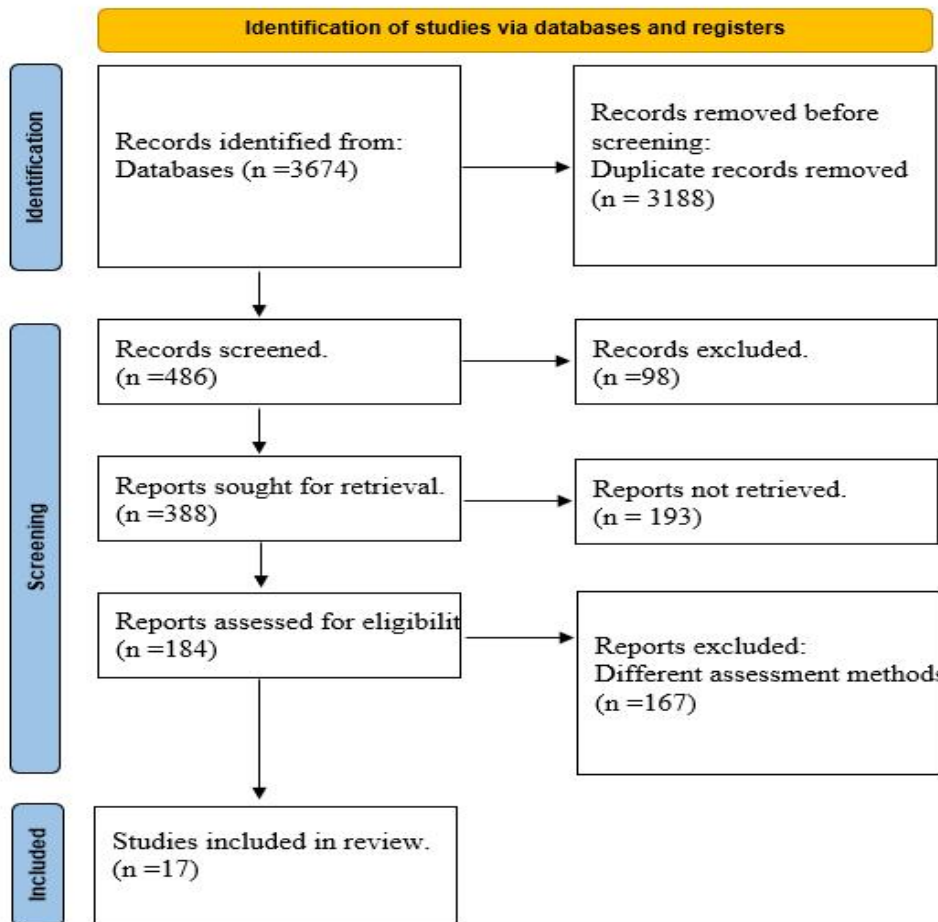 Identification of studies via databases and registers
Identification
Records identified from:
Databases (n =3674)
Records removed before
screening:
Duplicate records removed
(n = 3188)
Screening
Records screened.
(n =486)
Records excluded.
(n =98)
Reports sought for retrieval.
(n =388)
Reports not retrieved.
(n = 193)
Reports assessed for eligibilit
(n =184)
Reports excluded:
Different assessment methods
(n =167)
Included
Studies included in review.
(n =17)